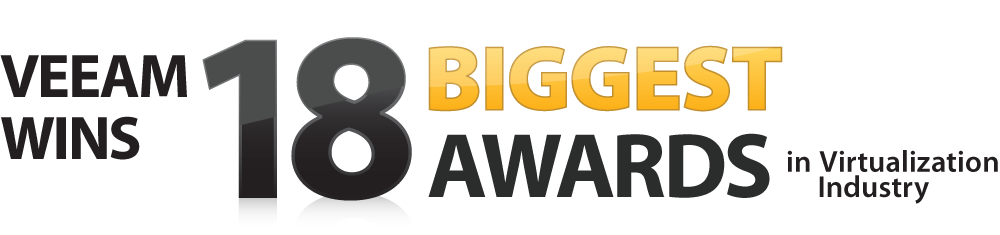 VEEAM
WINS
18
BIGGEST
AWARDS
in Virtualization
Industry